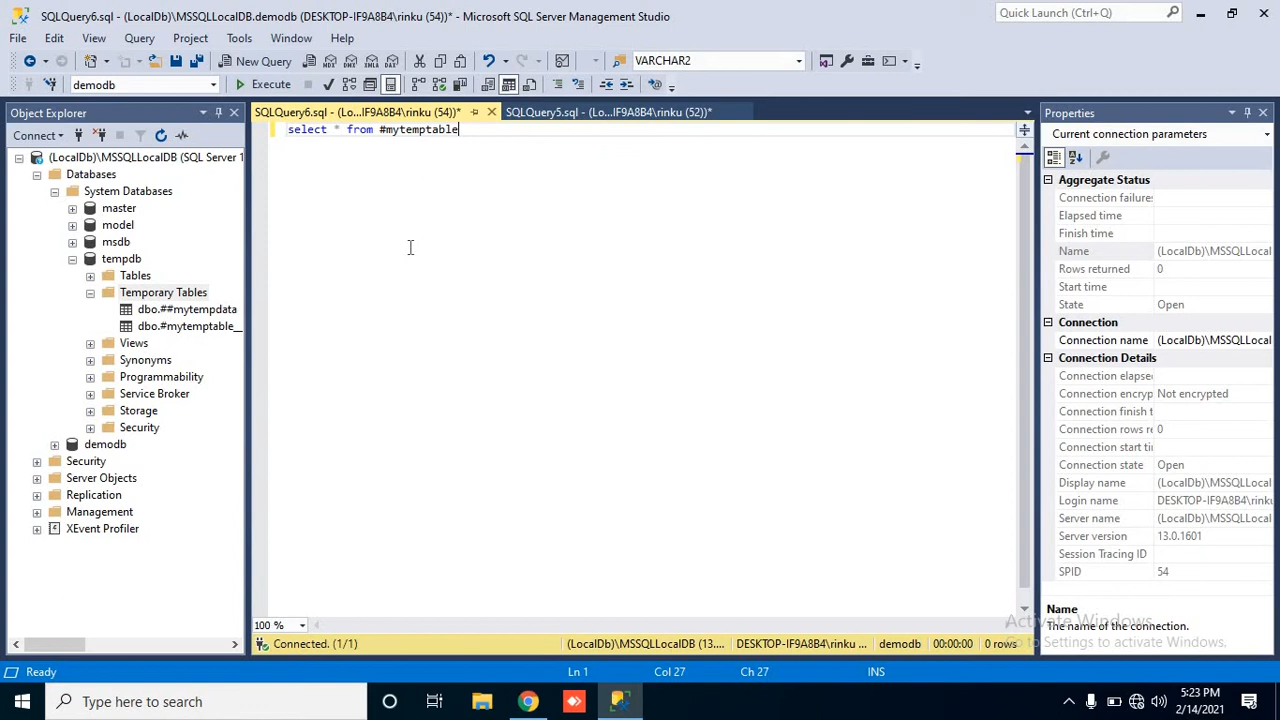 SQLQuery6.sql - (LocalDb)\MSSQLLocalDB.demodb (DESKTOP-IF9A8B4\rinku (54))* - Microsoft SQL Server Management Studio
Quick Launch (Ctrl+Q)
File Edit View Query Project Tools Window Help
New Query
MDX DMX XMLA DAX
VARCHAR2
demodb
Execute
Object Explorer
Connect
(LocalDb)\MSSQLLocalDB (SQL Server 1
Databases
System Databases
master
model
msdb
tempdb
Tables
Temporary Tables
dbo.##mytempdata
dbo.#mytemptable__
Views
Synonyms
Programmability
Service Broker
Storage
Security
demodb
Security
Server Objects
Replication
Management
XEvent Profiler
SQLQuery6.sql - (Lo...IF9A8B4\rinku (54))*
SQLQuery5.sql - (Lo...IF9A8B4\rinku (52))*
select * from #mytemptable
100 %
Connected. (1/1)
(LocalDb)\MSSQLLocalDB (13....
DESKTOP-IF9A8B4\rinku ...
demodb
00:00:00
0 rows
Properties
Current connection parameters
Aggregate Status
Connection failures
Elapsed time
Finish time
Name (LocalDb)\MSSQLLocal
Rows returned 0
Start time
State Open
Connection
Connection name (LocalDb)\MSSQLLocal
Connection Details
Connection elapse
Connection encryp Not encrypted
Connection finish t
Connection rows re 0
Connection start ti
Connection state Open
Display name (LocalDb)\MSSQLLocal
Login name DESKTOP-IF9A8B4\rinku
Server name (LocalDb)\MSSQLLocal
Server version 13.0.1601
Session Tracing ID
SPID 54
Name
The name of the connection.
Activate Windows
Go to Settings to activate Windows.
Ready
Ln 1
Col 27
Ch 27
INS
Type here to search
5:23 PM
2/14/2021